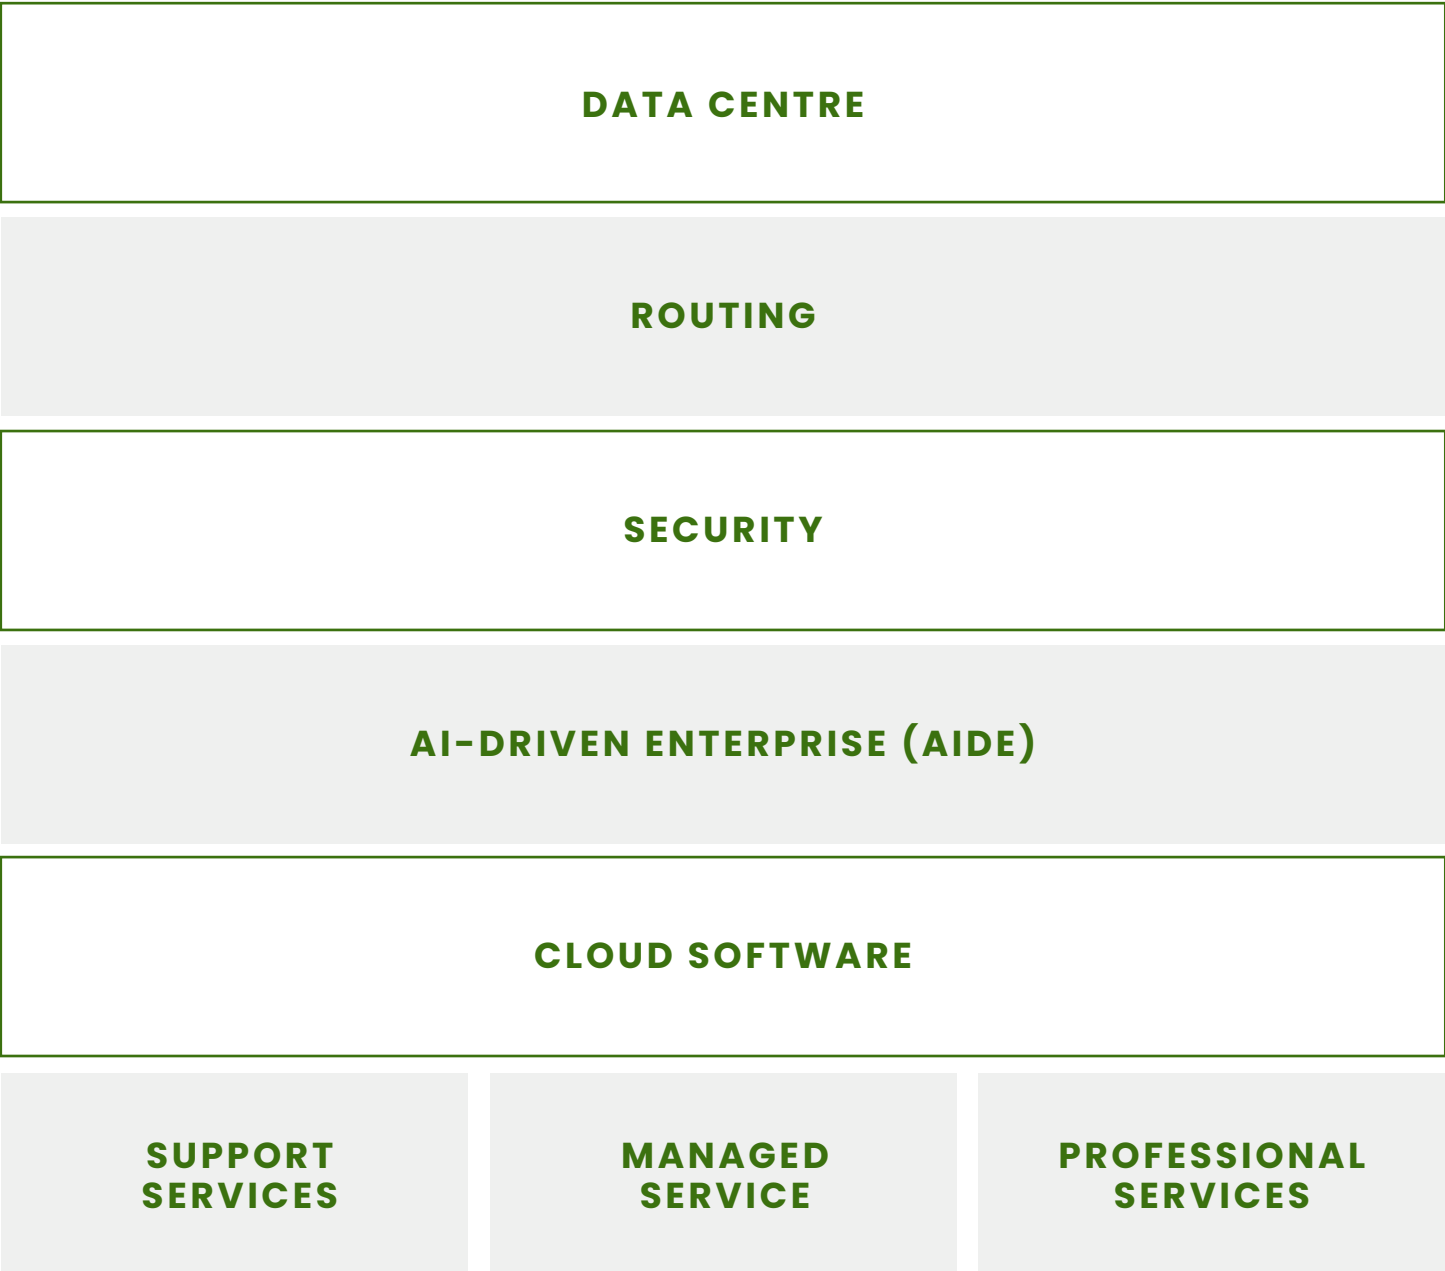 DATA CENTRE
ROUTING
SECURITY
AI-DRIVEN ENTERPRISE (AIDE)
CLOUD SOFTWARE
SUPPORT
SERVICES
MANAGED
SERVICE
PROFESSIONAL
SERVICES